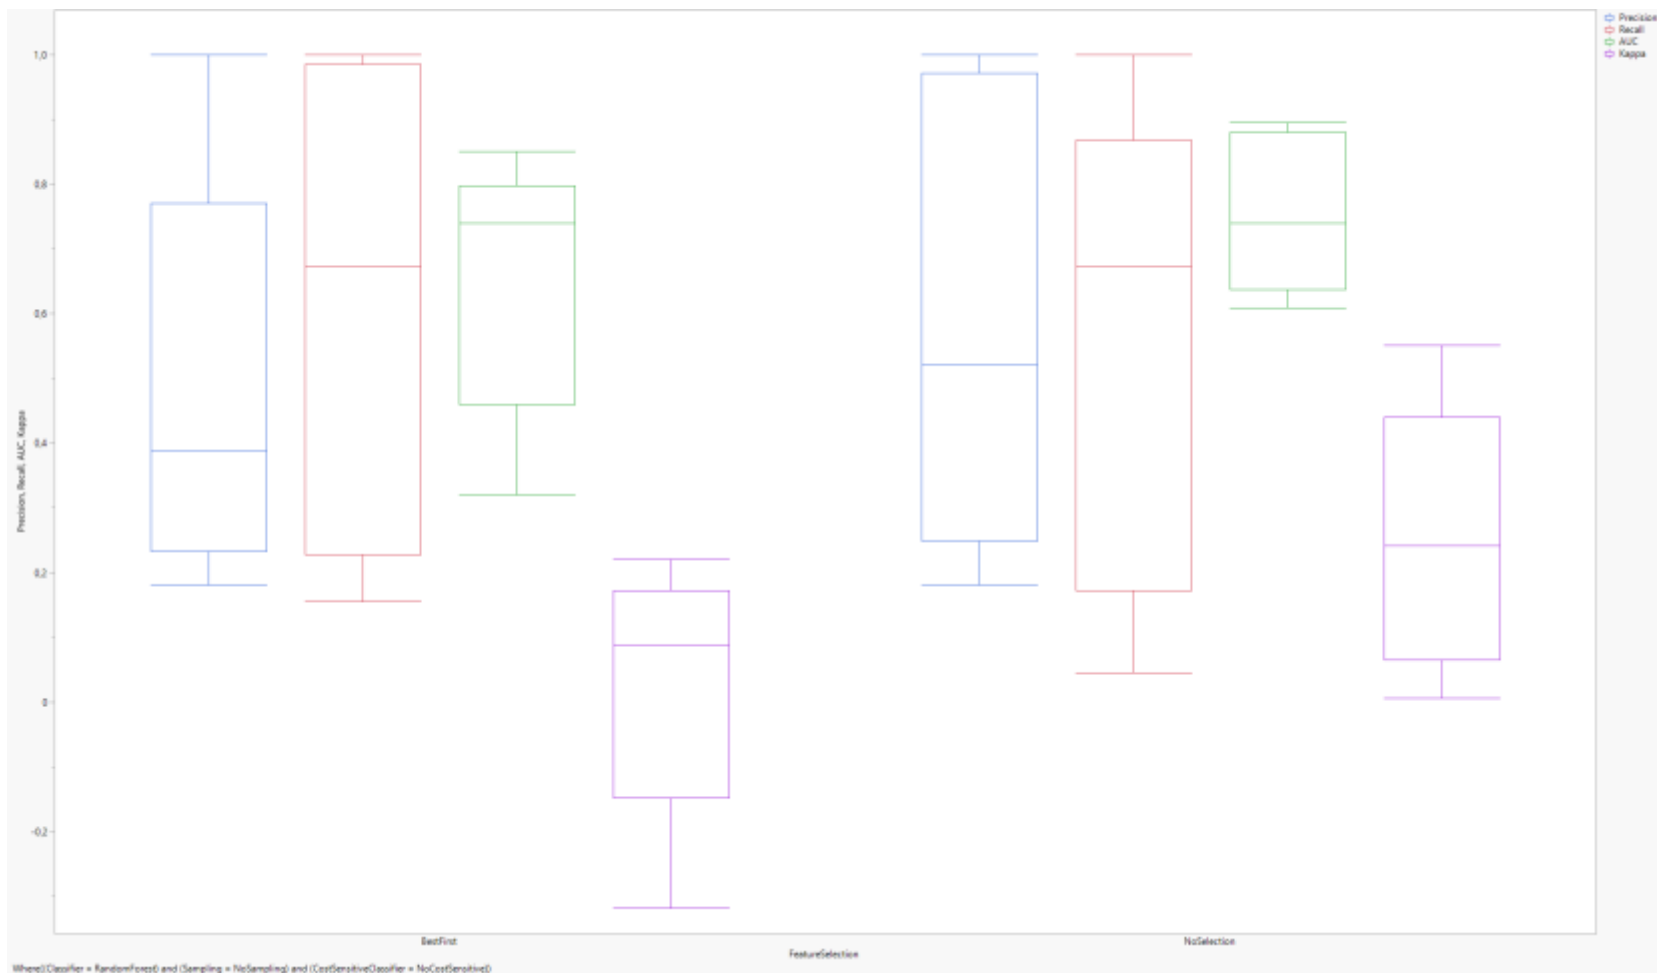 Precision
Recall
AUC
Kappa
1,0
0,8
0,6
0,4
0,2
0
-0,2
Precision, Recall, AUC, Kappa
BestFirst
NoSelection
FeatureSelection
Where((Classifier = RandomForest) and (Sampling = NoSampling) and (CostSensitiveClassifier = NoCostSensitive))